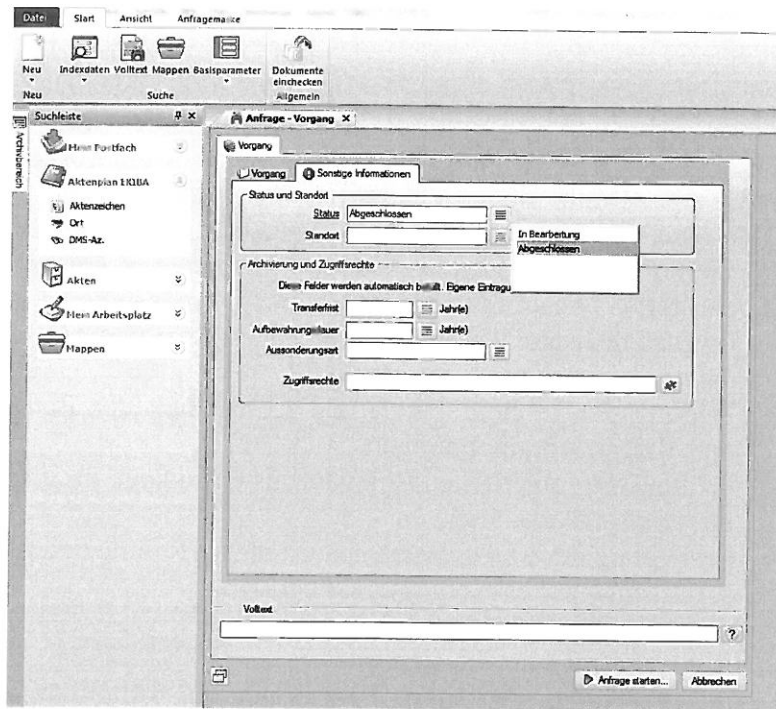 Datei Start Ansicht Anfragemaske
Neu Indexdaten Volltext Mappen Basisparameter Dokumente einchecken
Neu Suche Allgemein
Suchleiste
Anfrage - Vorgang
Archivbereich
Mein Postfach
Aktenplan EKIBA
Aktenzeichen
Ort
DMS-Az.
Akten
Mein Arbeitsplatz
Mappen
Vorgang
Vorgang Sonstige Informationen
Status und Standort
Status Abgeschlossen
Standort
In Bearbeitung
Abgeschlossen
Archivierung und Zugriffsrechte
Diese Felder werden automatisch befüllt. Eigene Eintragu
Transferfrist Jahr(e)
Aufbewahrungsdauer Jahr(e)
Aussonderungsart
Zugriffsrechte
Volltext
?
Anfrage starten... Abbrechen